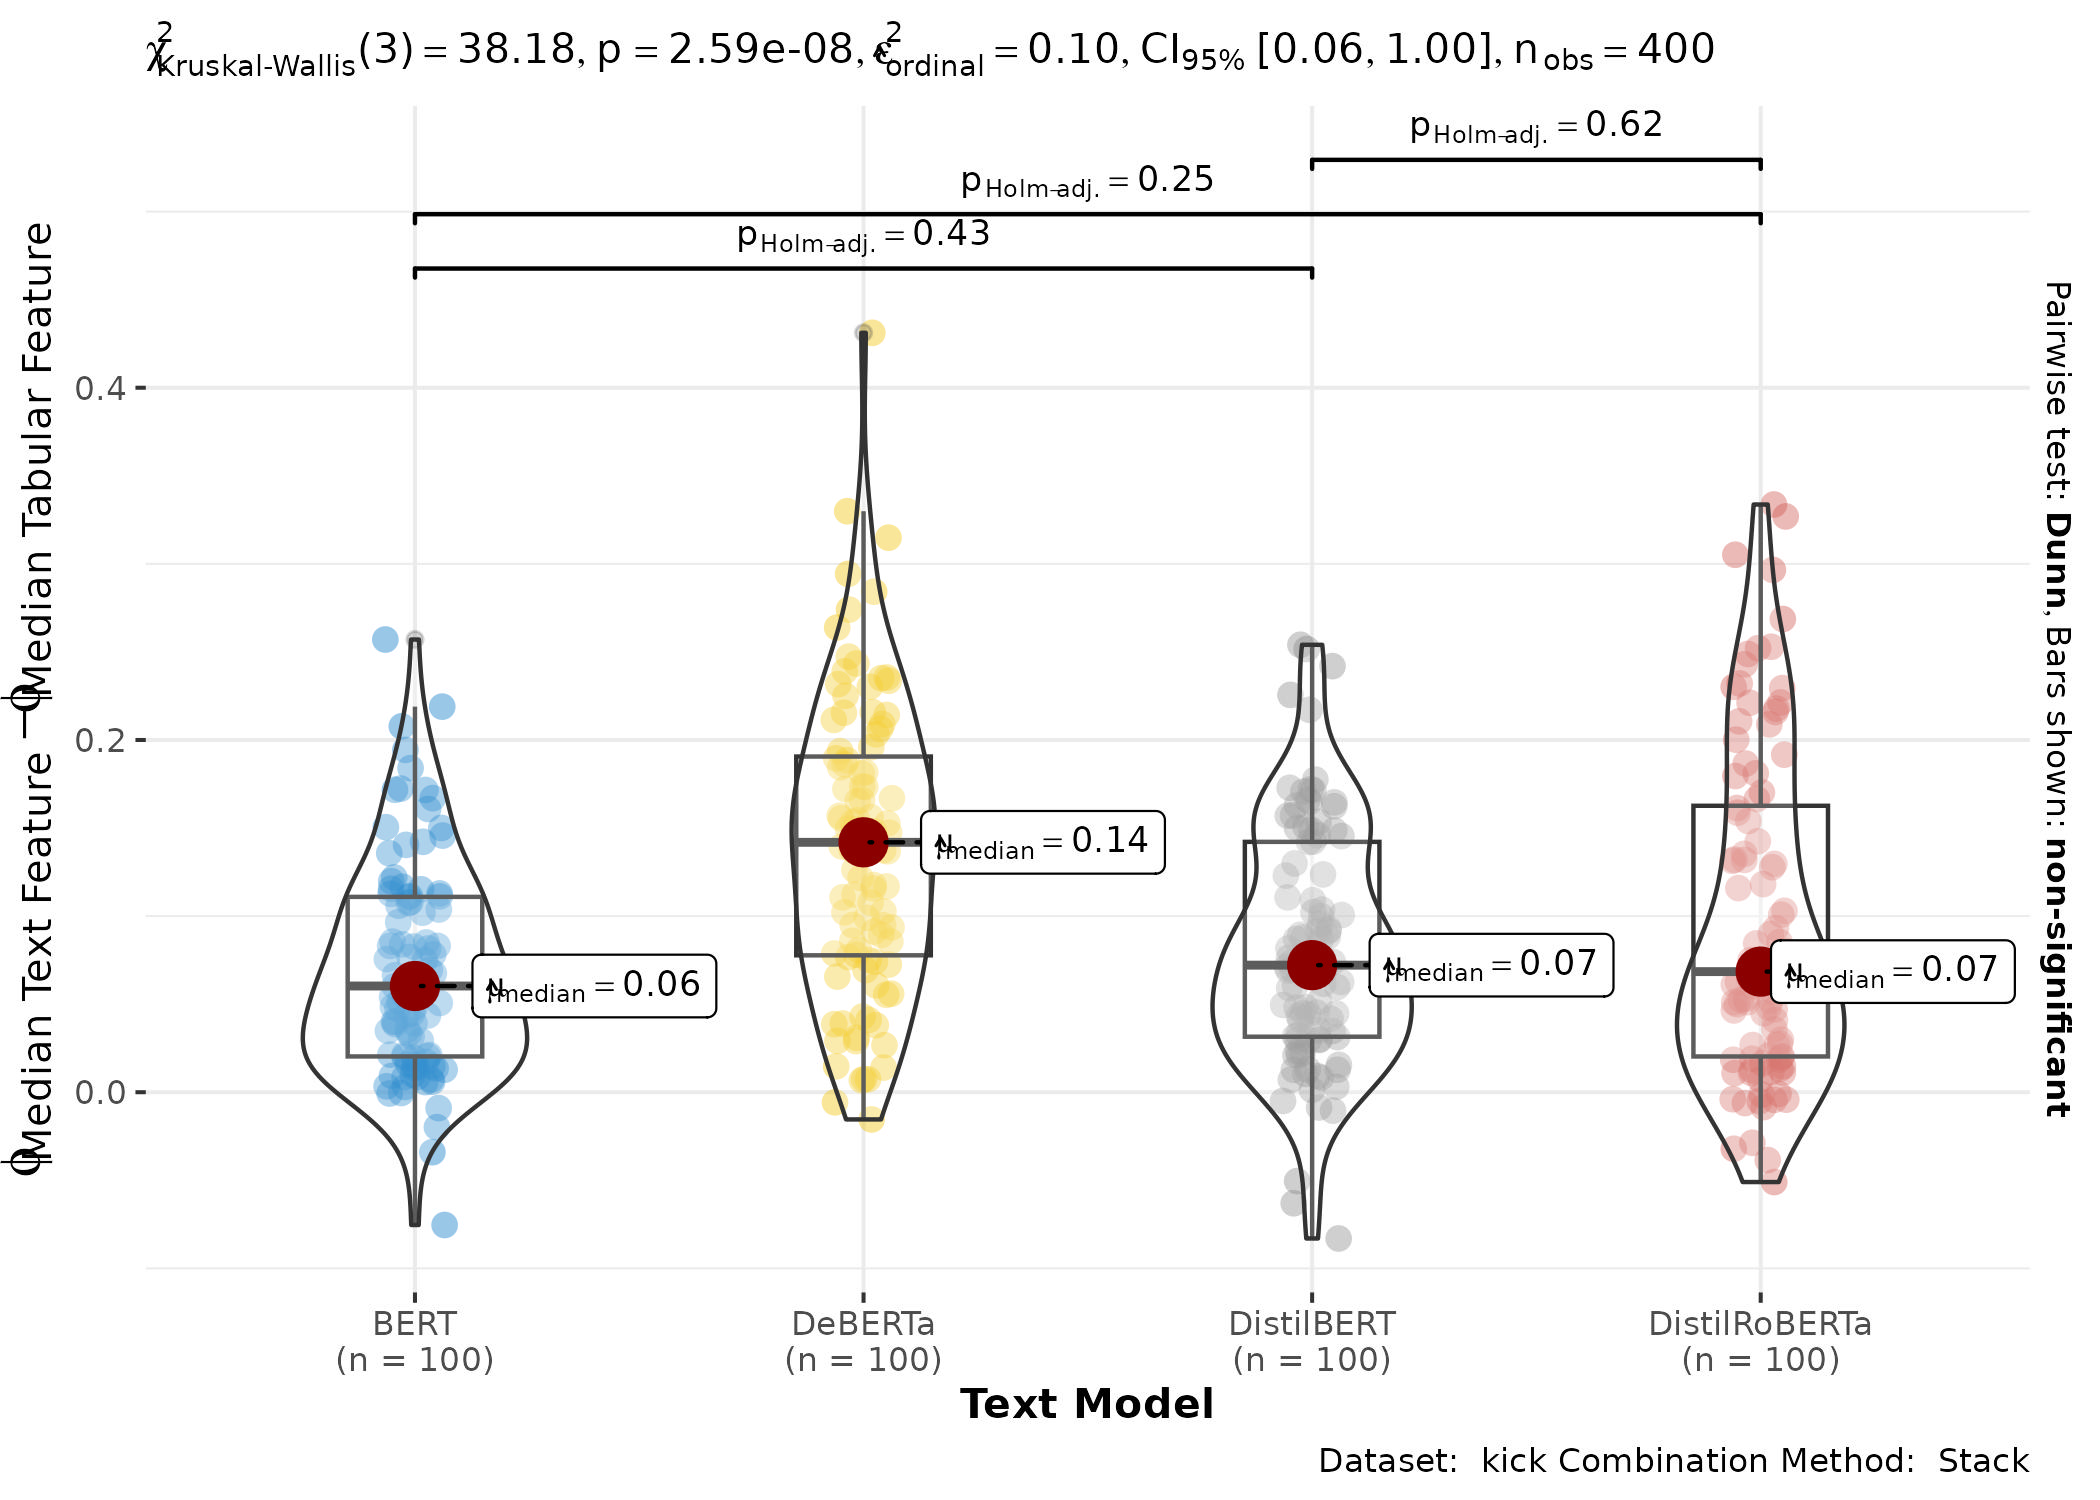 χ²Kruskal-Wallis(3) = 38.18, p = 2.59e-08, ε²ordinal = 0.10, CI95% [0.06, 1.00], nobs = 400
pHolm-adj. = 0.62
pHolm-adj. = 0.25
pHolm-adj. = 0.43
ϕMedian Text Feature − ϕMedian Tabular Feature
0.4
0.2
0.0
μ̂median = 0.14
μ̂median = 0.06
μ̂median = 0.07
μ̂median = 0.07
Pairwise test: Dunn, Bars shown: non-significant
BERT
(n = 100)
DeBERTa
(n = 100)
DistilBERT
(n = 100)
DistilRoBERTa
(n = 100)
Text Model
Dataset:  kick Combination Method:  Stack